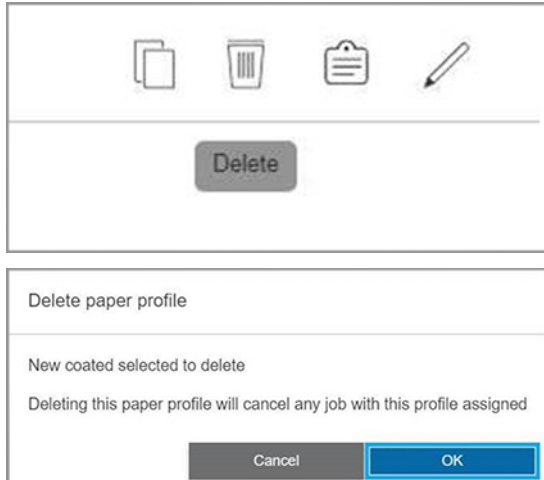 Delete
Delete paper profile
New coated selected to delete
Deleting this paper profile will cancel any job with this profile assigned
Cancel OK